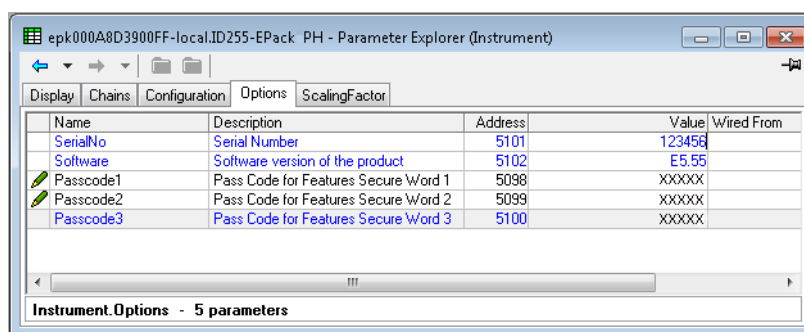 epk000A8D3900FF-local.ID255-EPack PH - Parameter Explorer (Instrument)
Display Chains Configuration Options ScalingFactor
Name Description Address Value Wired From
SerialNo Serial Number 5101 123456
Software Software version of the product 5102 E5.55
Passcode1 Pass Code for Features Secure Word 1 5098 XXXXX
Passcode2 Pass Code for Features Secure Word 2 5099 XXXXX
Passcode3 Pass Code for Features Secure Word 3 5100 XXXXX
Instrument.Options - 5 parameters